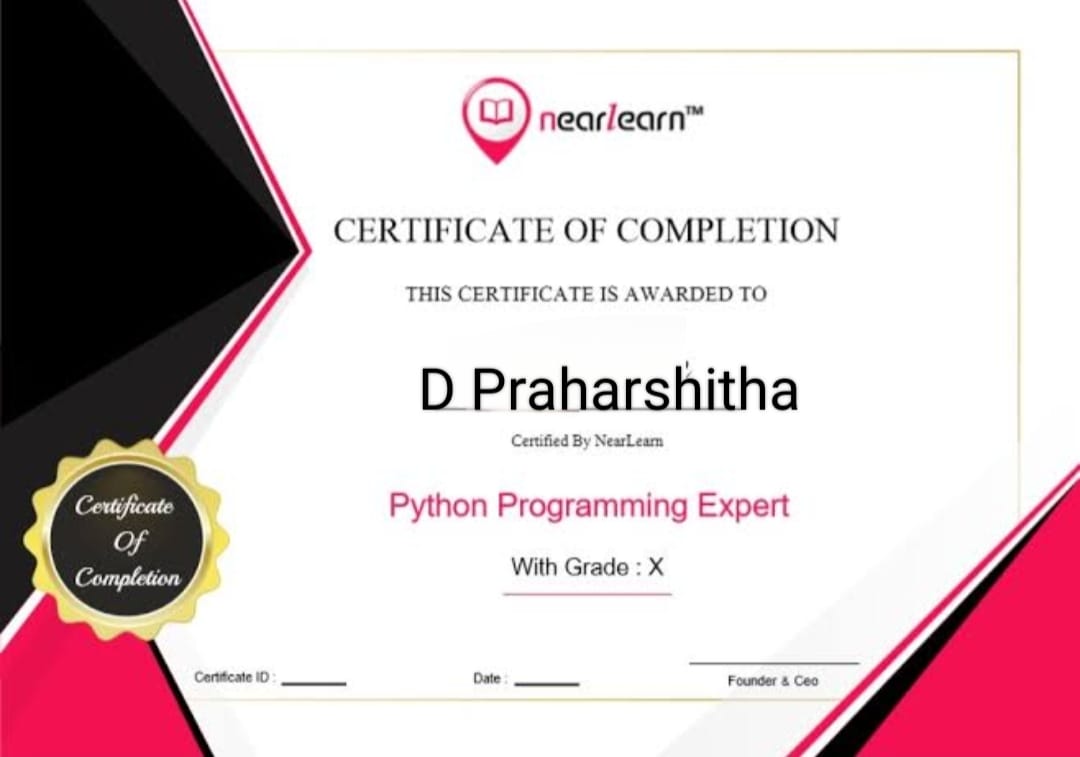 nearlearn™
CERTIFICATE OF COMPLETION
THIS CERTIFICATE IS AWARDED TO
D Praharshitha
Certified By NearLearn
Python Programming Expert
With Grade : X
Certificate
Of
Completion
Certificate ID :
Date :
Founder & Ceo